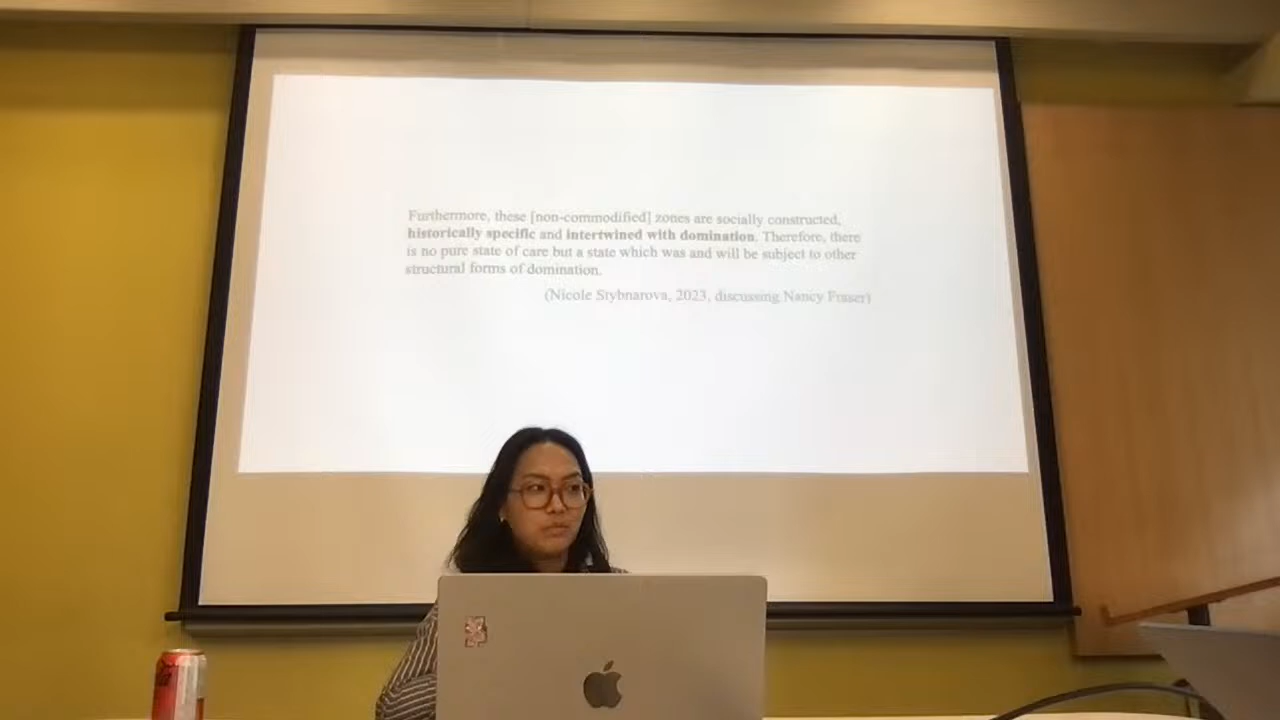 Furthermore, these [non-commodified] zones are socially constructed,
historically specific and intertwined with domination. Therefore, there
is no pure state of care but a state which was and will be subject to other
structural forms of domination.
(Nicole Stybnarova, 2023, discussing Nancy Fraser)